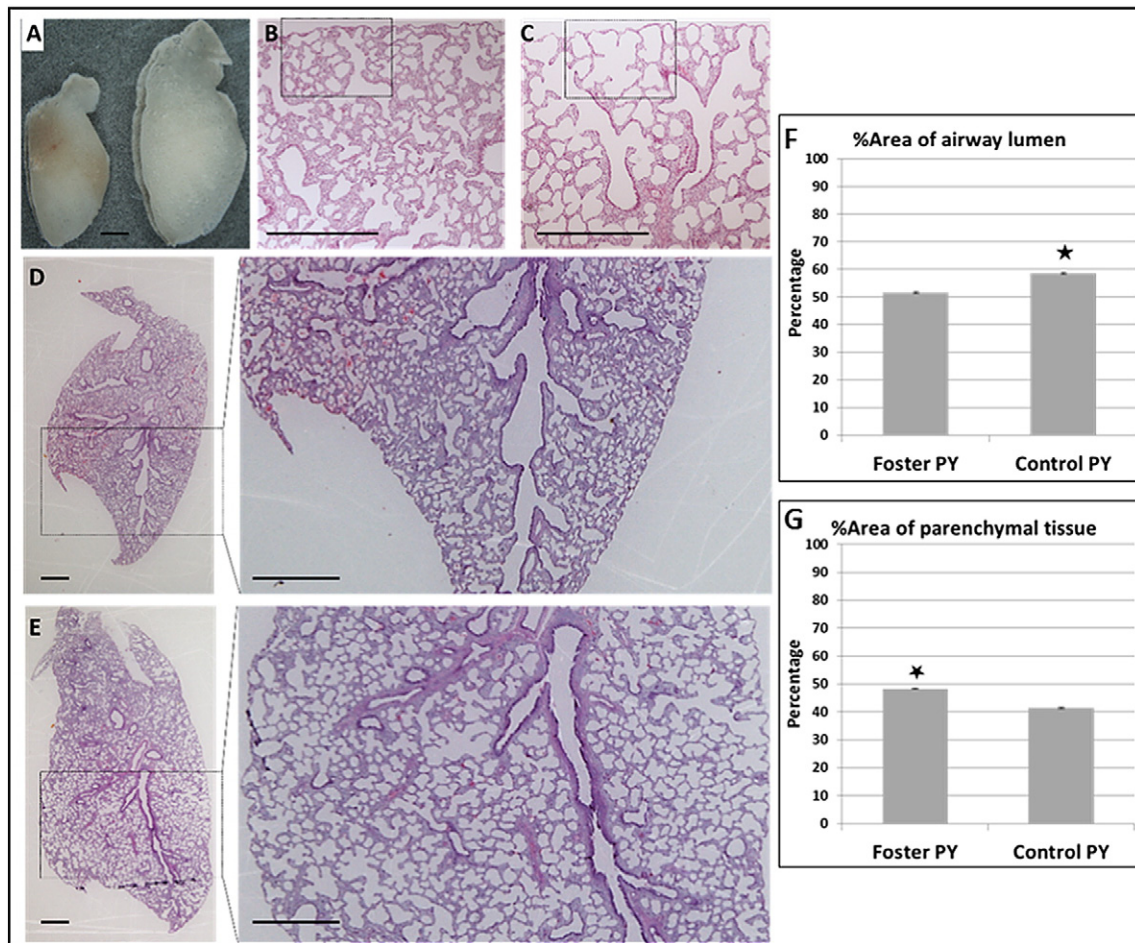 A
B
C
D
E
F
%Area of airway lumen
100
90
80
70
60
50
40
30
20
10
0
Percentage
Foster PY Control PY
G
%Area of parenchymal tissue
100
90
80
70
60
50
40
30
20
10
0
Percentage
Foster PY Control PY